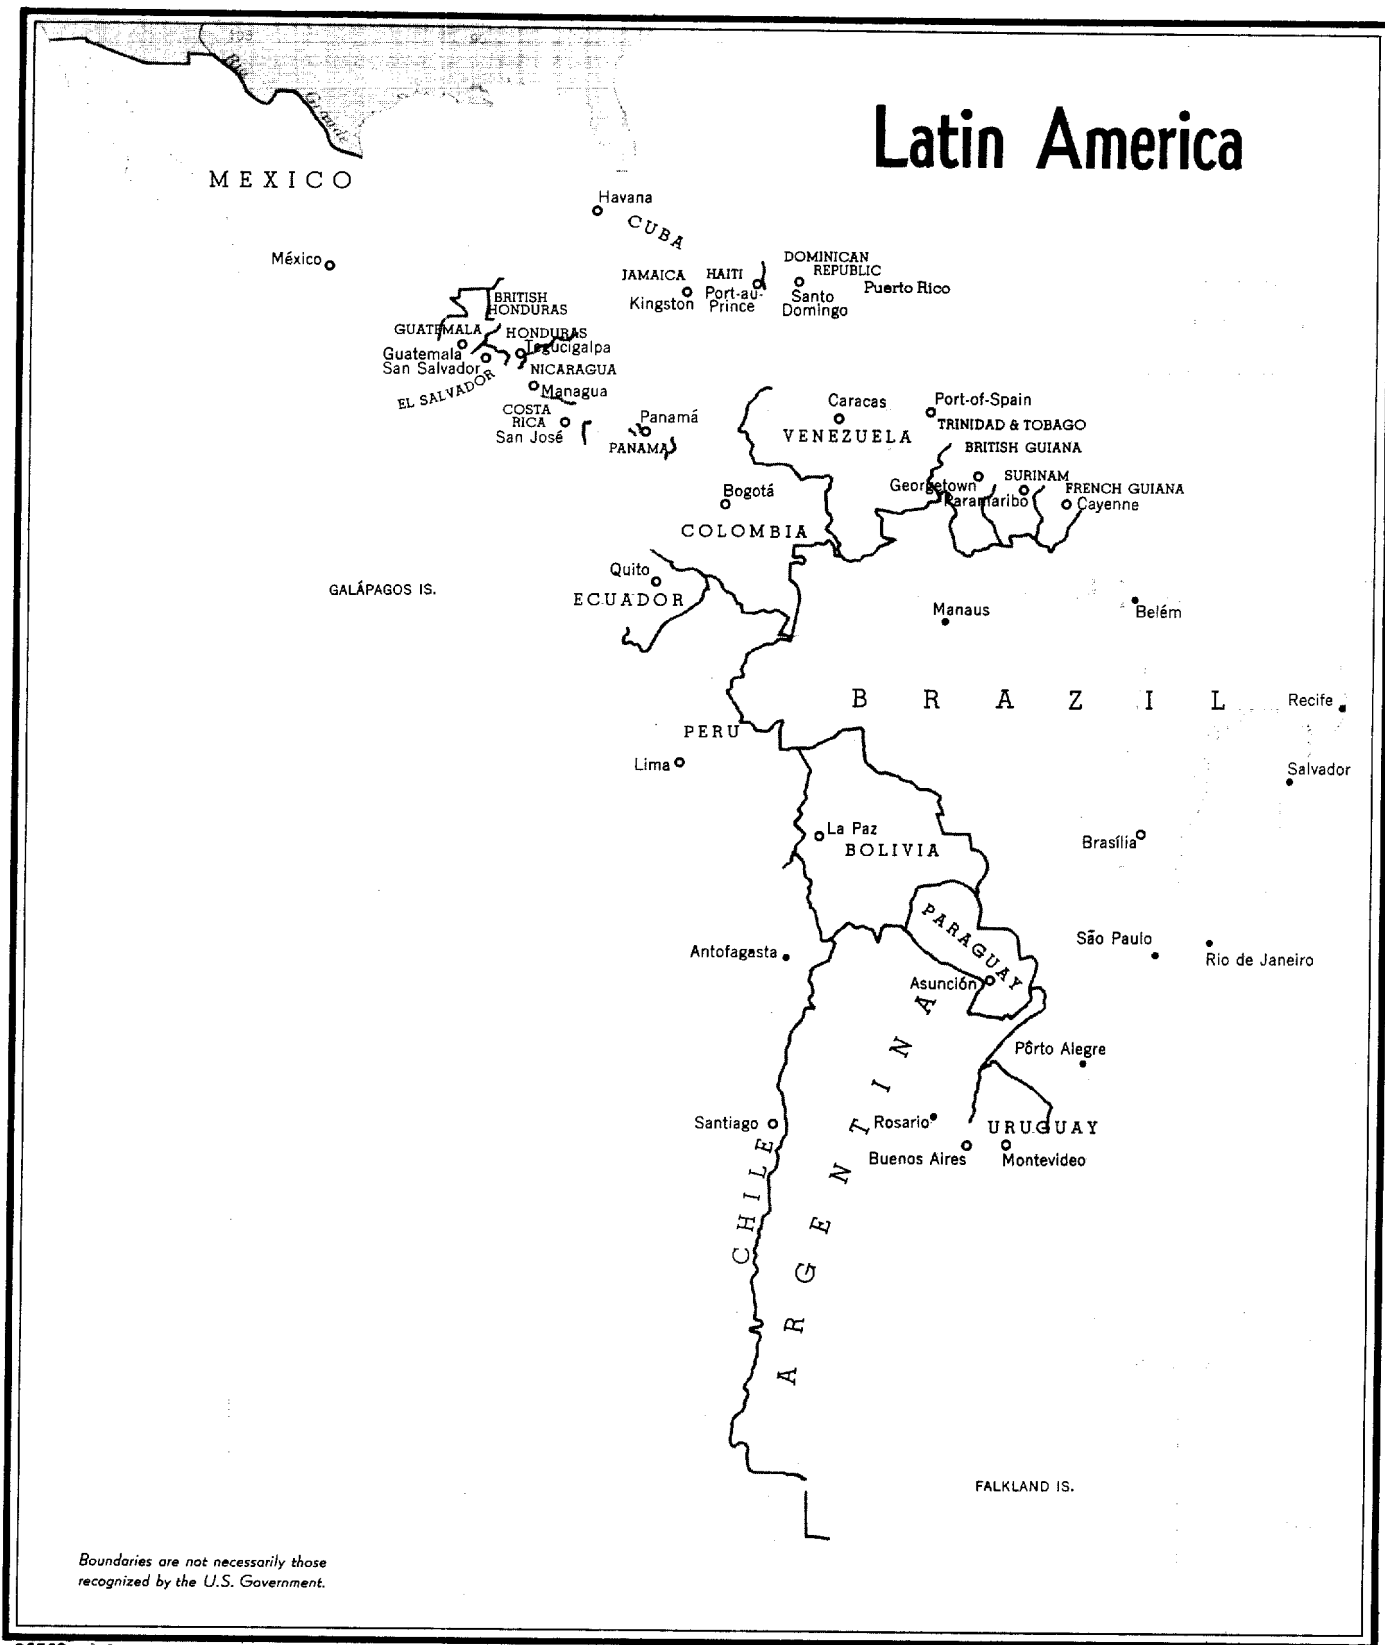 105
90
Rio
Grande
Latin America
MEXICO
Havana
CUBA
México
DOMINICAN
REPUBLIC
JAMAICA
HAITI
Puerto Rico
Kingston
Port-au-
Prince
Santo
Domingo
BRITISH
HONDURAS
GUATEMALA
HONDURAS
Guatemala
Tegucigalpa
San Salvador
NICARAGUA
EL SALVADOR
Managua
COSTA
RICA
San José
Panamá
PANAMA
Caracas
Port-of-Spain
VENEZUELA
TRINIDAD & TOBAGO
BRITISH GUIANA
SURINAM
Georgetown
FRENCH GUIANA
Paramaribo
Cayenne
Bogotá
COLOMBIA
Quito
ECUADOR
GALÁPAGOS IS.
Manaus
Belém
BRAZIL
Recife
PERU
Lima
Salvador
La Paz
BOLIVIA
Brasília
PARAGUAY
São Paulo
Rio de Janeiro
Antofagasta
Asunción
Pôrto Alegre
Santiago
Rosario
URUGUAY
Buenos Aires
Montevideo
CHILE
ARGENTINA
FALKLAND IS.
Boundaries are not necessarily those
recognized by the U.S. Government.